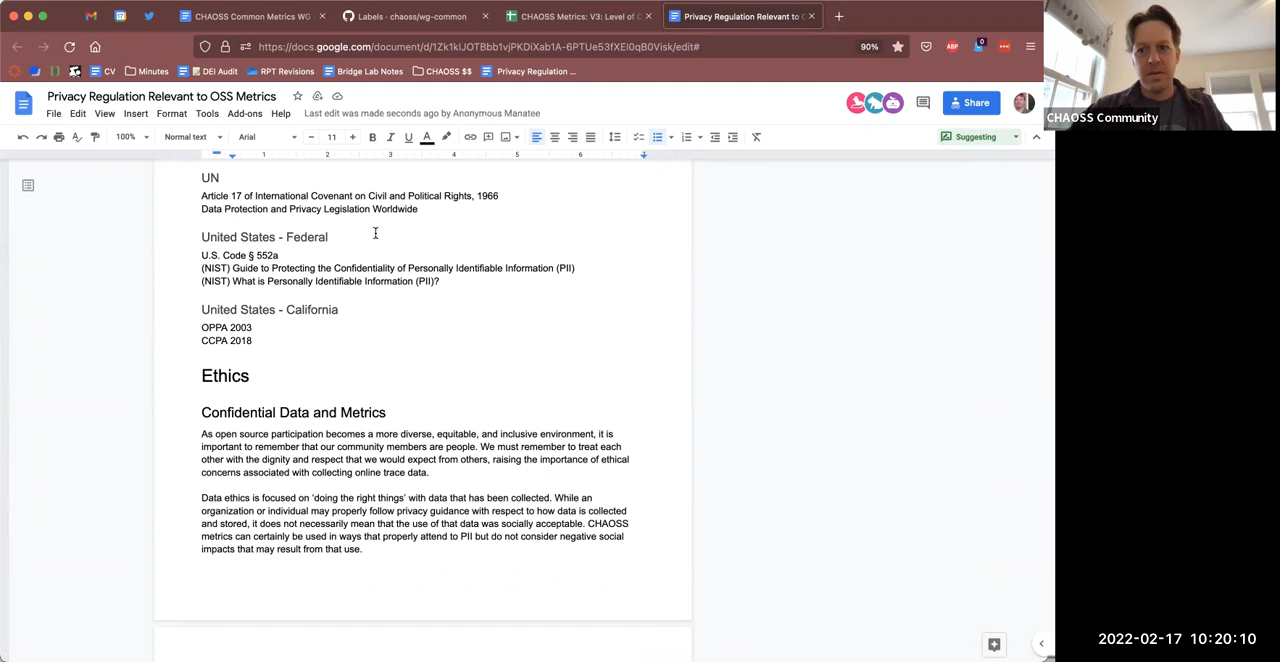 CHAOSS Common Metrics WG
Labels · chaoss/wg-common
CHAOSS Metrics: V3: Level of C
Privacy Regulation Relevant to O
https://docs.google.com/document/d/1Zk1klJOTBbb1vjPKDiXab1A-6PTUe53fXEl0qB0Visk/edit#
90%
ABP
0
CV
Minutes
DEI Audit
RPT Revisions
Bridge Lab Notes
CHAOSS $$
Privacy Regulation ...
Privacy Regulation Relevant to OSS Metrics
Share
File Edit View Insert Format Tools Add-ons Help Last edit was made seconds ago by Anonymous Manatee
100% Normal text Arial 11 B I U A Suggesting
1 2 3 4 5 6
UN
Article 17 of International Covenant on Civil and Political Rights, 1966
Data Protection and Privacy Legislation Worldwide
United States - Federal
U.S. Code § 552a
(NIST) Guide to Protecting the Confidentiality of Personally Identifiable Information (PII)
(NIST) What is Personally Identifiable Information (PII)?
United States - California
OPPA 2003
CCPA 2018
Ethics
Confidential Data and Metrics
As open source participation becomes a more diverse, equitable, and inclusive environment, it is
important to remember that our community members are people. We must remember to treat each
other with the dignity and respect that we would expect from others, raising the importance of ethical
concerns associated with collecting online trace data.
Data ethics is focused on 'doing the right things' with data that has been collected. While an
organization or individual may properly follow privacy guidance with respect to how data is collected
and stored, it does not necessarily mean that the use of that data was socially acceptable. CHAOSS
metrics can certainly be used in ways that properly attend to PII but do not consider negative social
impacts that may result from that use.
CHAOSS Community
2022-02-17 10:20:10